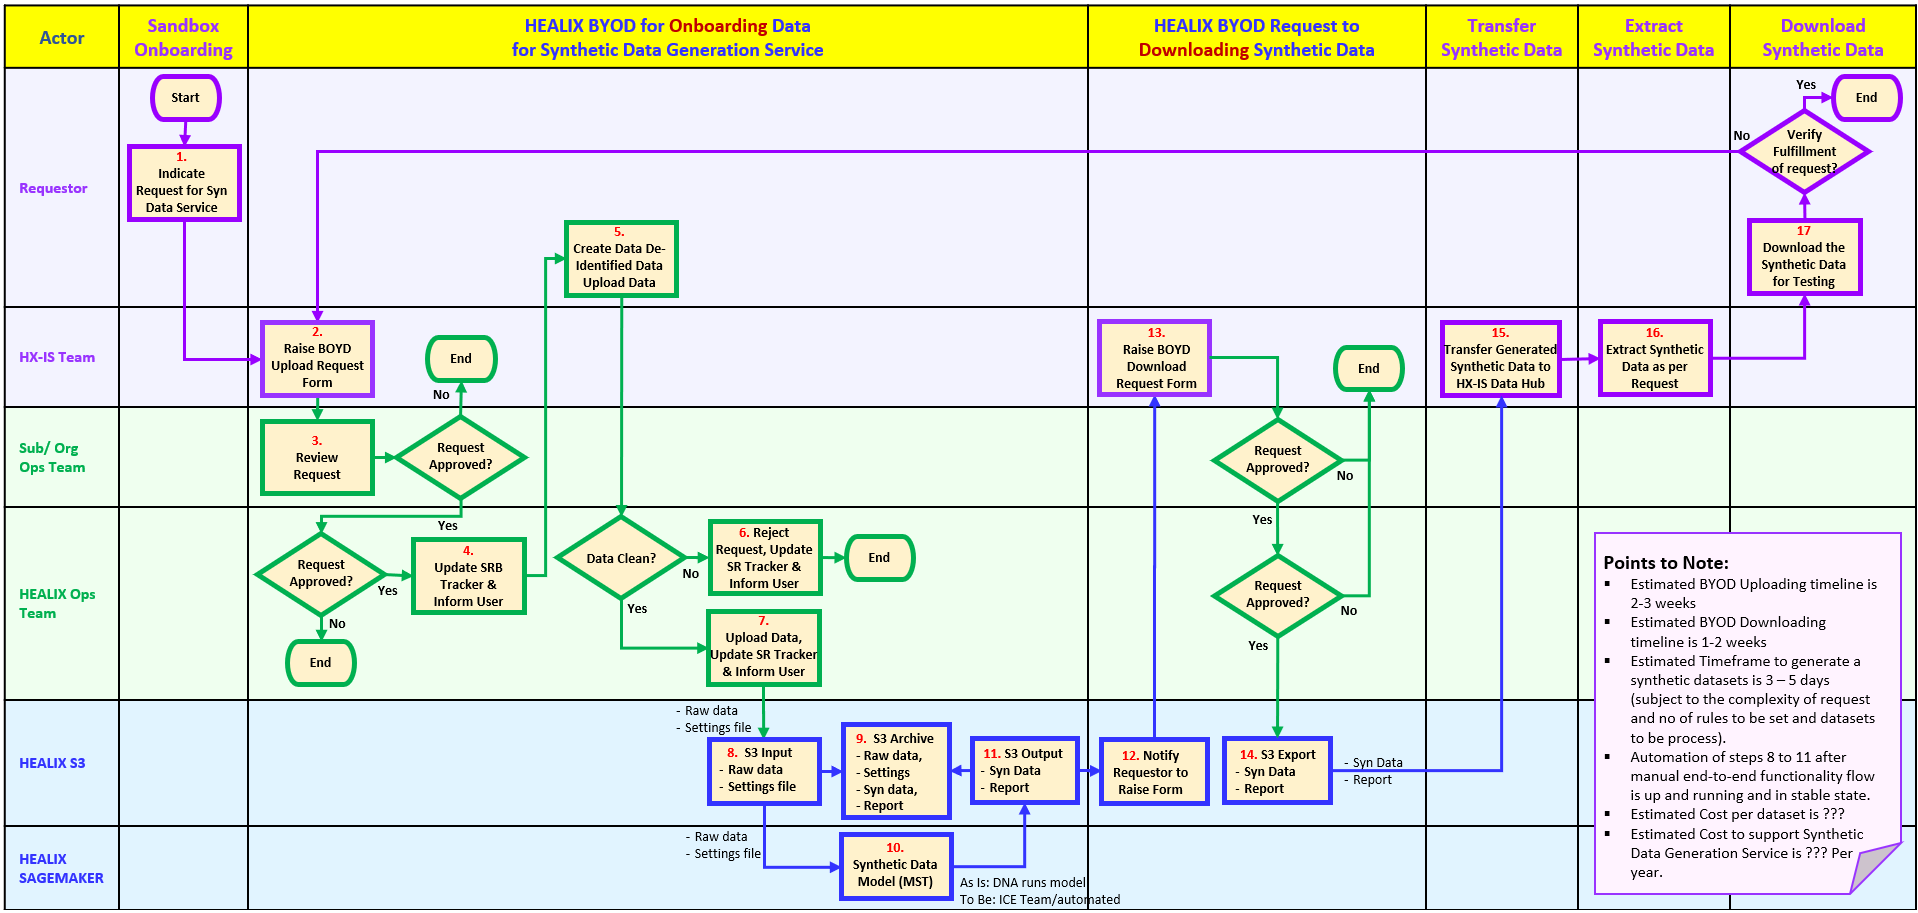 Actor
Sandbox
Onboarding
HEALIX BYOD for Onboarding Data
for Synthetic Data Generation Service
HEALIX BYOD Request to
Downloading Synthetic Data
Transfer
Synthetic Data
Extract
Synthetic Data
Download
Synthetic Data
Requestor
Start
1.
Indicate
Request for Syn
Data Service
5.
Create Data De-
Identified Data
Upload Data
Yes
End
No
Verify
Fulfillment
of request?
17
Download the
Synthetic Data
for Testing
HX-IS Team
2.
Raise BOYD
Upload Request
Form
End
No
13.
Raise BOYD
Download
Request Form
End
15.
Transfer Generated
Synthetic Data to
HX-IS Data Hub
16.
Extract Synthetic
Data as per
Request
Sub/ Org
Ops Team
3.
Review
Request
Request
Approved?
Yes
Request
Approved?
No
Yes
HEALIX Ops
Team
Request
Approved?
Yes
No
End
4.
Update SRB
Tracker &
Inform User
Data Clean?
No
Yes
6. Reject
Request, Update
SR Tracker &
Inform User
End
7.
Upload Data,
Update SR Tracker
& Inform User
Request
Approved?
No
Yes
HEALIX S3
- Raw data
- Settings file
8. S3 Input
- Raw data
- Settings file
9. S3 Archive
- Raw data,
- Settings
- Syn data,
- Report
11. S3 Output
- Syn Data
- Report
12. Notify
Requestor to
Raise Form
14. S3 Export
- Syn Data
- Report
- Syn Data
- Report
HEALIX
SAGEMAKER
- Raw data
- Settings file
10.
Synthetic Data
Model (MST)
As Is: DNA runs model
To Be: ICE Team/automated
Points to Note:
▪ Estimated BYOD Uploading timeline is
2-3 weeks
▪ Estimated BYOD Downloading
timeline is 1-2 weeks
▪ Estimated Timeframe to generate a
synthetic datasets is 3 – 5 days
(subject to the complexity of request
and no of rules to be set and datasets
to be process).
▪ Automation of steps 8 to 11 after
manual end-to-end functionality flow
is up and running and in stable state.
▪ Estimated Cost per dataset is ???
▪ Estimated Cost to support Synthetic
Data Generation Service is ??? Per
year.